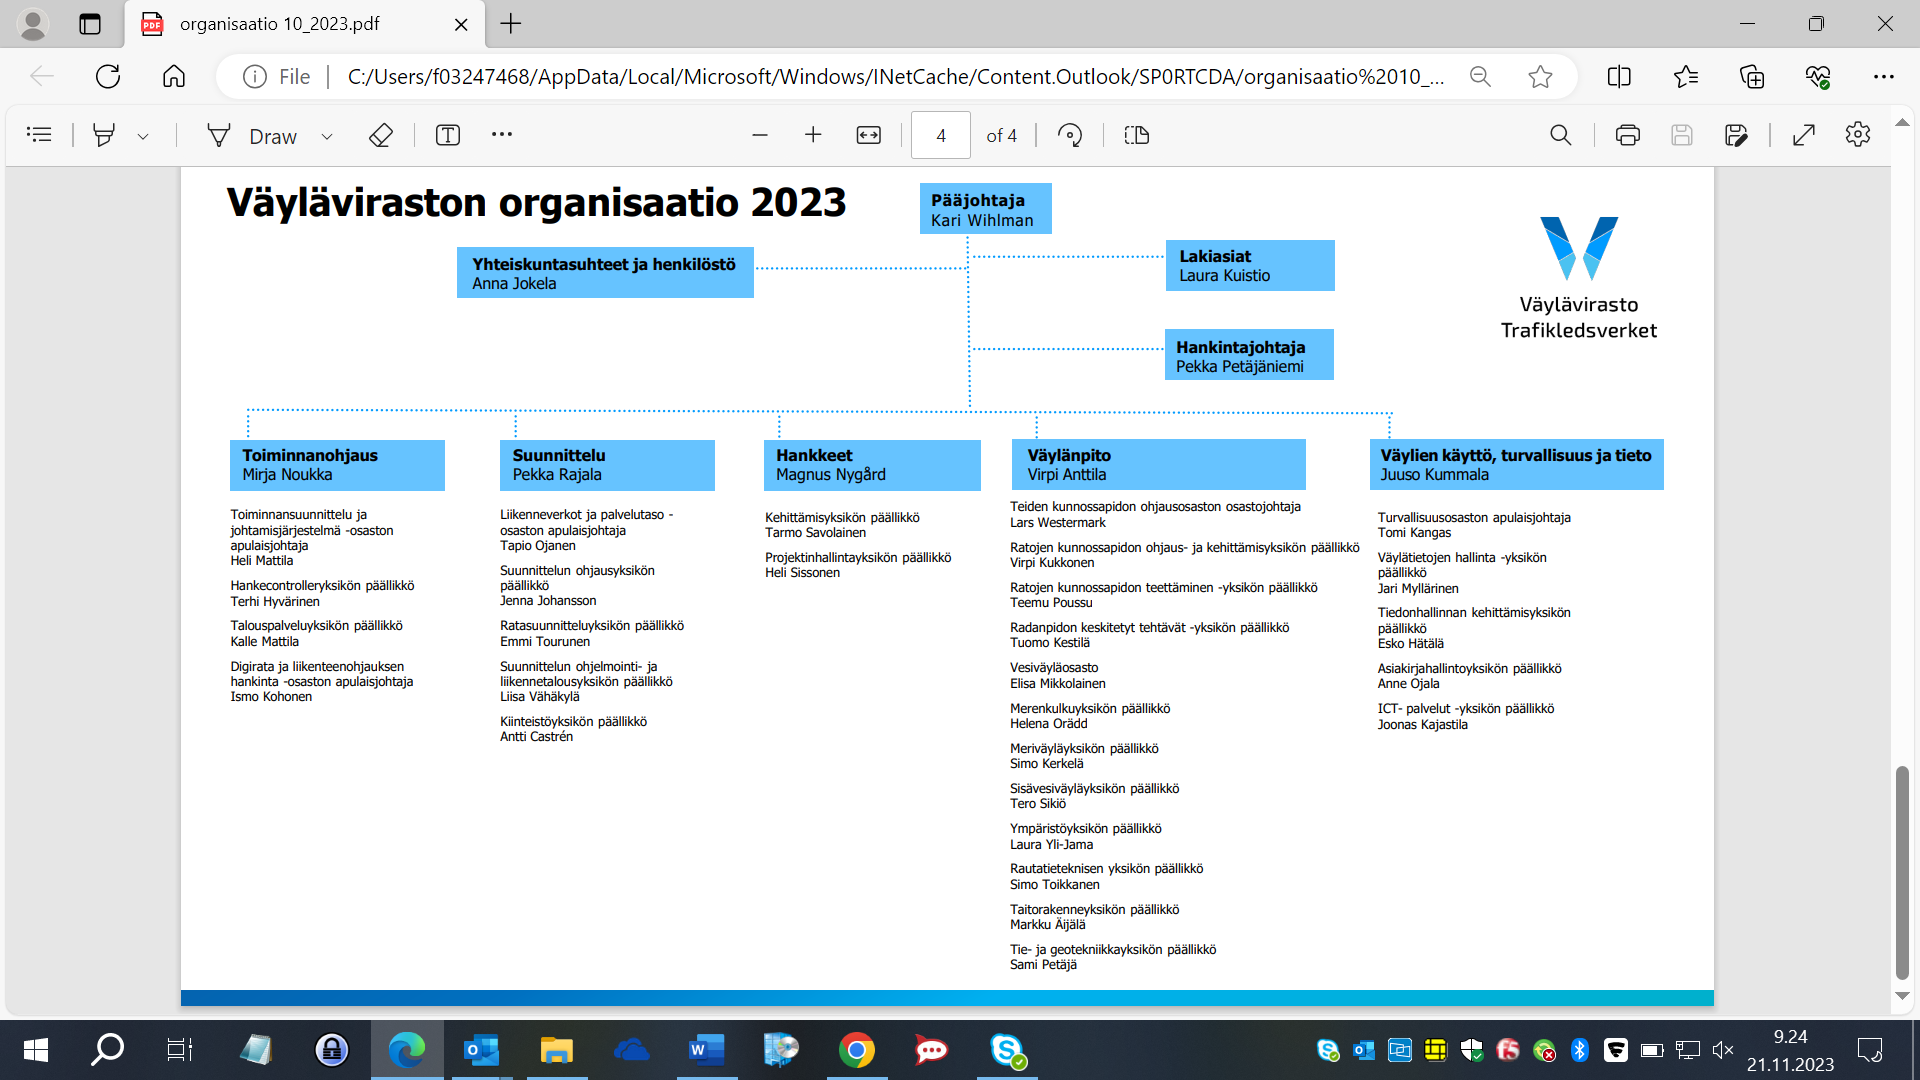 organisaatio 10_2023.pdf
File
C:/Users/f03247468/AppData/Local/Microsoft/Windows/INetCache/Content.Outlook/SP0RTCDA/organisaatio%2010_...
Draw
4 of 4
Väyläviraston organisaatio 2023
Pääjohtaja
Kari Wihlman
Yhteiskuntasuhteet ja henkilöstö
Anna Jokela
Lakiasiat
Laura Kuistio
Hankintajohtaja
Pekka Petäjäniemi
Väylävirasto
Trafikledsverket
Toiminnanohjaus
Mirja Noukka
Toiminnansuunnittelu ja
johtamisjärjestelmä -osaston
apulaisjohtaja
Heli Mattila
Hankecontrolleryksikön päällikkö
Terhi Hyvärinen
Talouspalveluyksikön päällikkö
Kalle Mattila
Digirata ja liikenteenohjauksen
hankinta -osaston apulaisjohtaja
Ismo Kohonen
Suunnittelu
Pekka Rajala
Liikenneverkot ja palvelutaso -
osaston apulaisjohtaja
Tapio Ojanen
Suunnittelun ohjausyksikön
päällikkö
Jenna Johansson
Ratasuunnitteluyksikön päällikkö
Emmi Tourunen
Suunnittelun ohjelmointi- ja
liikennetalousyksikön päällikkö
Liisa Vähäkylä
Kiinteistöyksikön päällikkö
Antti Castrén
Hankkeet
Magnus Nygård
Kehittämisyksikön päällikkö
Tarmo Savolainen
Projektinhallintayksikön päällikkö
Heli Sissonen
Väylänpito
Virpi Anttila
Teiden kunnossapidon ohjausosaston osastojohtaja
Lars Westermark
Ratojen kunnossapidon ohjaus- ja kehittämisyksikön päällikkö
Virpi Kukkonen
Ratojen kunnossapidon teettäminen -yksikön päällikkö
Teemu Poussu
Radanpidon keskitetyt tehtävät -yksikön päällikkö
Tuomo Kestilä
Vesiväyläosasto
Elisa Mikkolainen
Merenkulkuyksikön päällikkö
Helena Orädd
Meriväyläyksikön päällikkö
Simo Kerkelä
Sisävesiväyläyksikön päällikkö
Tero Sikiö
Ympäristöyksikön päällikkö
Laura Yli-Jama
Rautatieteknisen yksikön päällikkö
Simo Toikkanen
Taitorakenneyksikön päällikkö
Markku Äijälä
Tie- ja geotekniikkayksikön päällikkö
Sami Petäjä
Väylien käyttö, turvallisuus ja tieto
Juuso Kummala
Turvallisuusosaston apulaisjohtaja
Tomi Kangas
Väylätietojen hallinta -yksikön
päällikkö
Jari Myllärinen
Tiedonhallinnan kehittämisyksikön
päällikkö
Esko Hätälä
Asiakirjahallintoyksikön päällikkö
Anne Ojala
ICT- palvelut -yksikön päällikkö
Joonas Kajastila
9.24
21.11.2023